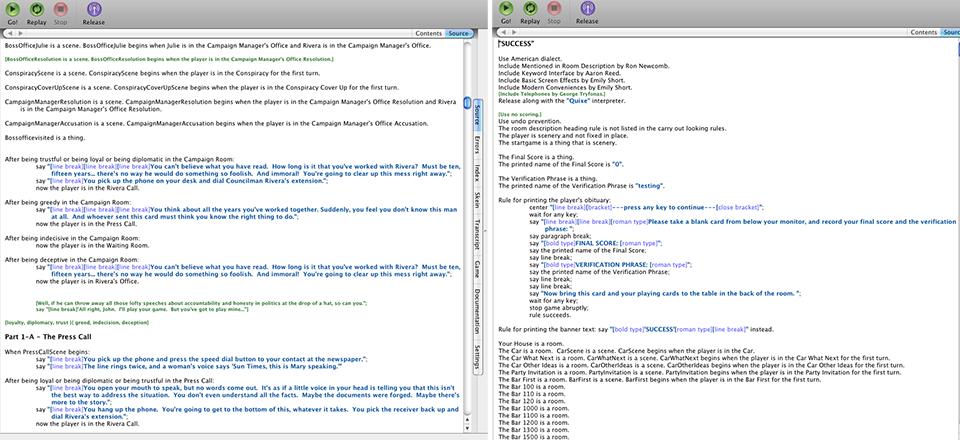 Go!
Replay
Stop
Release
Contents
Source
BossOfficeJulie is a scene. BossOfficeJulie begins when Julie is in the Campaign Manager's Office and Rivera is in the Campaign Manager's Office.
[BossOfficeResolution is a scene. BossOfficeResolution begins when the player is in the Campaign Manager's Office Resolution.]
ConspiracyScene is a scene. ConspiracyScene begins when the player is in the Conspiracy for the first turn.
ConspiracyCoverUpScene is a scene. ConspiracyCoverUpScene begins when the player is in the Conspiracy Cover Up for the first turn.
CampaignManagerResolution is a scene. CampaignManagerResolution begins when the player is in the Campaign Manager's Office Resolution and Rivera
is in the Campaign Manager's Office Resolution.
CampaignManagerAccusation is a scene. CampaignManagerAccusation begins when the player is in the Campaign Manager's Office Accusation.
Bossofficevisited is a thing.
After being trustful or being loyal or being diplomatic in the Campaign Room:
say "[line break][line break][line break]You can't believe what you have read.  How long is it that you've worked with Rivera?  Must be ten,
fifteen years... there's no way he would do something so foolish.  And immoral!  You're going to clear up this mess right away.";
say "[line break]You pick up the phone on your desk and dial Councilman Rivera's extension.";
now the player is in the Rivera Call.
After being greedy in the Campaign Room:
say "[line break][line break]You think about all the years you've worked together. Suddenly, you feel you don't know this man
at all.  And whoever sent this card must think you know the right thing to do.";
now the player is in the Press Call.
After being indecisive in the Campaign Room:
now the player is in the Waiting Room.
After being deceptive in the Campaign Room:
say "[line break][line break]You can't believe what you have read.  How long is it that you've worked with Rivera?  Must be ten,
fifteen years... there's no way he would do something so foolish.  And immoral!  You're going to clear up this mess right away.";
now the player is in Rivera's Office.
[Well, if he can throw away all those lofty speeches about accountability and honesty in politics at the drop of a hat, so can you.";
say "[line break]'All right, John.  I'll play your game.  But you've got to play mine..."]
[loyalty, diplomacy, trust ][ greed, indecision, deception]
Part 1-A - The Press Call
When PressCallScene begins:
say "[line break]You pick up the phone and press the speed dial button to your contact at the newspaper.";
say "[line break]The line rings twice, and a woman's voice says 'Sun Times, this is Mary speaking.'"
After being loyal or being diplomatic or being trustful in the Press Call:
say "[line break]You open your mouth to speak, but no words come out.  It's as if a little voice in your head is telling you that this isn't
the best way to address the situation.  You don't even understand all the facts.  Maybe the documents were forged.  Maybe there's
more to the story.";
say "[line break]You hang up the phone.  You're going to get to the bottom of this, whatever it takes.  You pick the receiver back up and
dial Rivera's extension.";
now the player is in the Rivera Call.
Source
Errors
Index
Skein
Transcript
Game
Documentation
Settings
Go!
Replay
Stop
Release
Contents
Sourc
"SUCCESS"
Use American dialect.
Include Mentioned in Room Description by Ron Newcomb.
Include Keyword Interface by Aaron Reed.
Include Basic Screen Effects by Emily Short.
Include Modern Conveniences by Emily Short.
[Include Telephones by George Tryfonas.]
Release along with the "Quixe" interpreter.
[Use no scoring.]
Use undo prevention.
The room description heading rule is not listed in the carry out looking rules.
The player is scenery and not fixed in place.
The startgame is a thing that is scenery.
The Final Score is a thing.
The printed name of the Final Score is "0".
The Verification Phrase is a thing.
The printed name of the Verification Phrase is "testing".
Rule for printing the player's obituary:
center "[line break][bracket]---press any key to continue---[close bracket]";
wait for any key;
say "[line break][line break][roman type]Please take a blank card from below your monitor, and record your final score and the verification
phrase: ";
say paragraph break;
say "[bold type]FINAL SCORE: [roman type]";
say the printed name of the Final Score;
say line break;
say "[bold type]VERIFICATION PHRASE: [roman type]";
say the printed name of the Verification Phrase;
say line break;
say line break;
say "Now bring this card and your playing cards to the table in the back of the room. ";
wait for any key;
stop game abruptly;
rule succeeds.
Rule for printing the banner text: say "[bold type]'SUCCESS'[roman type][line break]" instead.
Your House is a room.
The Car is a room.  CarScene is a scene. CarScene begins when the player is in the Car.
The Car What Next is a room. CarWhatNext is a scene. CarWhatNext begins when the player is in the Car What Next for the first turn.
The Car Other Ideas is a room. CarOtherIdeas is a scene. CarOtherIdeas begins when the player is in the Car Other Ideas for the first turn.
The Party Invitation is a room. PartyInvitation is a scene. PartyInvitation begins when the player is in the Party Invitation for the first turn.
The Bar First is a room. BarFirst is a scene. BarFirst begins when the player is in the Bar First for the first turn.
The Bar 100 is a room.
The Bar 110 is a room.
The Bar 120 is a room.
The Bar 1000 is a room.
The Bar 1100 is a room.
The Bar 1200 is a room.
The Bar 1300 is a room.
The Bar 1500 is a room.